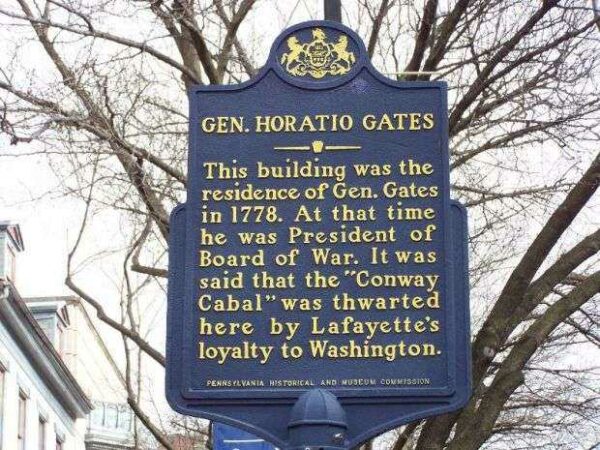 GEN. HORATIO GATES
This building was the
residence of Gen. Gates
in 1778. At that time
he was President of
Board of War. It was
said that the "Conway
Cabal" was thwarted
here by Lafayette's
loyalty to Washington.
PENNSYLVANIA HISTORICAL AND MUSEUM COMMISSION